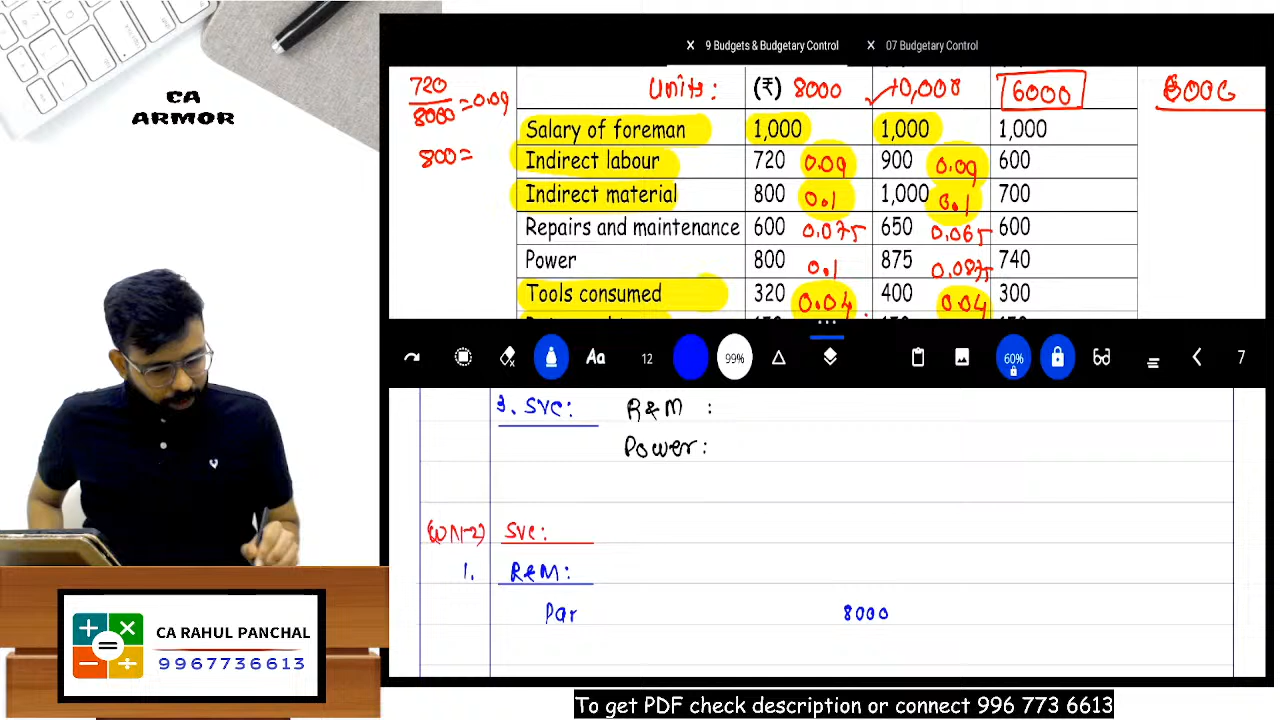 9 Budgets & Budgetary Control
07 Budgetary Control
CA
ARMOR
720/8000 = 0.09
800 =
Units: (₹) 8000 10,000 6000
Salary of foreman 1,000 1,000 1,000
Indirect labour 720 0.09 900 0.09 600
Indirect material 800 0.1 1,000 0.1 700
Repairs and maintenance 600 0.075 650 0.065 600
Power 800 0.1 875 0.0875 740
Tools consumed 320 0.04 400 0.04 300
Aa 12 99% 60% 7
3. SVC: R&M :
Power:
(WN-2) SVC:
1. R&M:
Par 8000
CA RAHUL PANCHAL
9967736613
To get PDF check description or connect 996 773 6613